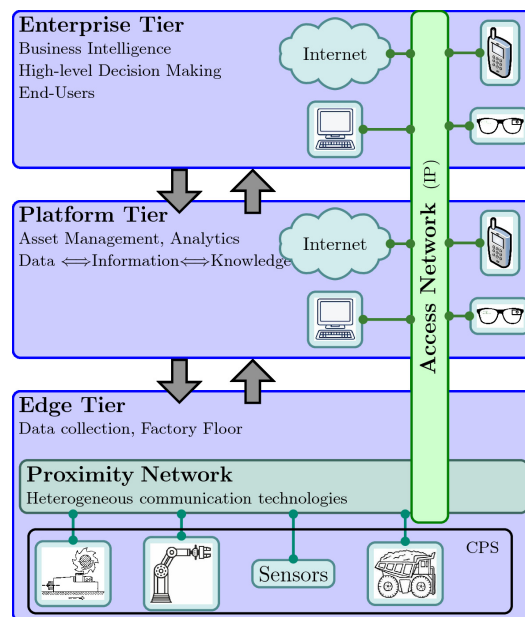 Enterprise Tier
Business Intelligence
High-level Decision Making
End-Users
Internet
Platform Tier
Asset Management, Analytics
Data ⟺Information⟺Knowledge
Internet
Access Network (IP)
Edge Tier
Data collection, Factory Floor
Proximity Network
Heterogeneous communication technologies
CPS
Sensors